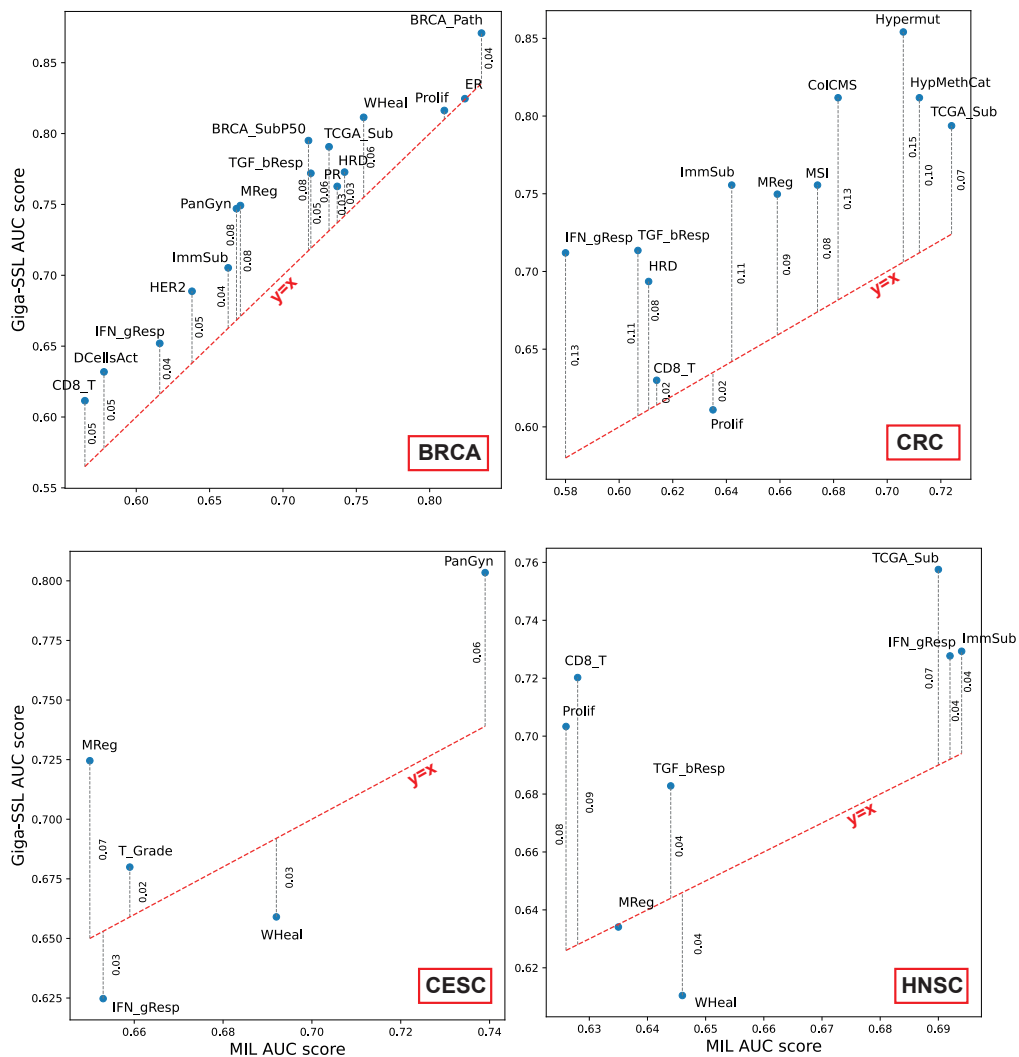 BRCA_Path
0.85
0.04
ER
Prolif
WHeal
0.80
BRCA_SubP50
TCGA_Sub
0.06
TGF_bResp
HRD
PR
0.08
0.05
0.06
0.03
0.03
0.75
PanGyn
MReg
0.08
0.08
0.70
ImmSub
HER2
0.04
y=x
0.05
0.65
IFN_gResp
DCellsAct
0.04
0.60
CD8_T
0.05
0.05
0.55
BRCA
0.60
0.65
0.70
0.75
0.80
Giga-SSL AUC score
Hypermut
0.85
ColCMS
HypMethCat
0.80
TCGA_Sub
0.15
0.10
0.07
ImmSub
MReg
MSI
0.13
0.75
IFN_gResp
TGF_bResp
HRD
0.11
0.09
0.08
0.70
y=x
0.13
0.11
0.08
0.65
CD8_T
0.02
0.02
Prolif
0.60
CRC
0.58
0.60
0.62
0.64
0.66
0.68
0.70
0.72
PanGyn
0.800
0.06
0.775
0.750
MReg
0.725
y=x
0.700
T_Grade
0.07
0.02
0.03
0.675
WHeal
0.650
0.03
0.625
IFN_gResp
CESC
0.66
0.68
0.70
0.72
0.74
MIL AUC score
Giga-SSL AUC score
TCGA_Sub
0.76
0.74
IFN_gResp
ImmSub
CD8_T
0.07
0.04
0.04
0.72
Prolif
0.70
TGF_bResp
0.09
0.08
0.04
0.68
y=x
0.66
MReg
0.64
0.04
0.62
WHeal
HNSC
0.63
0.64
0.65
0.66
0.67
0.68
0.69
MIL AUC score